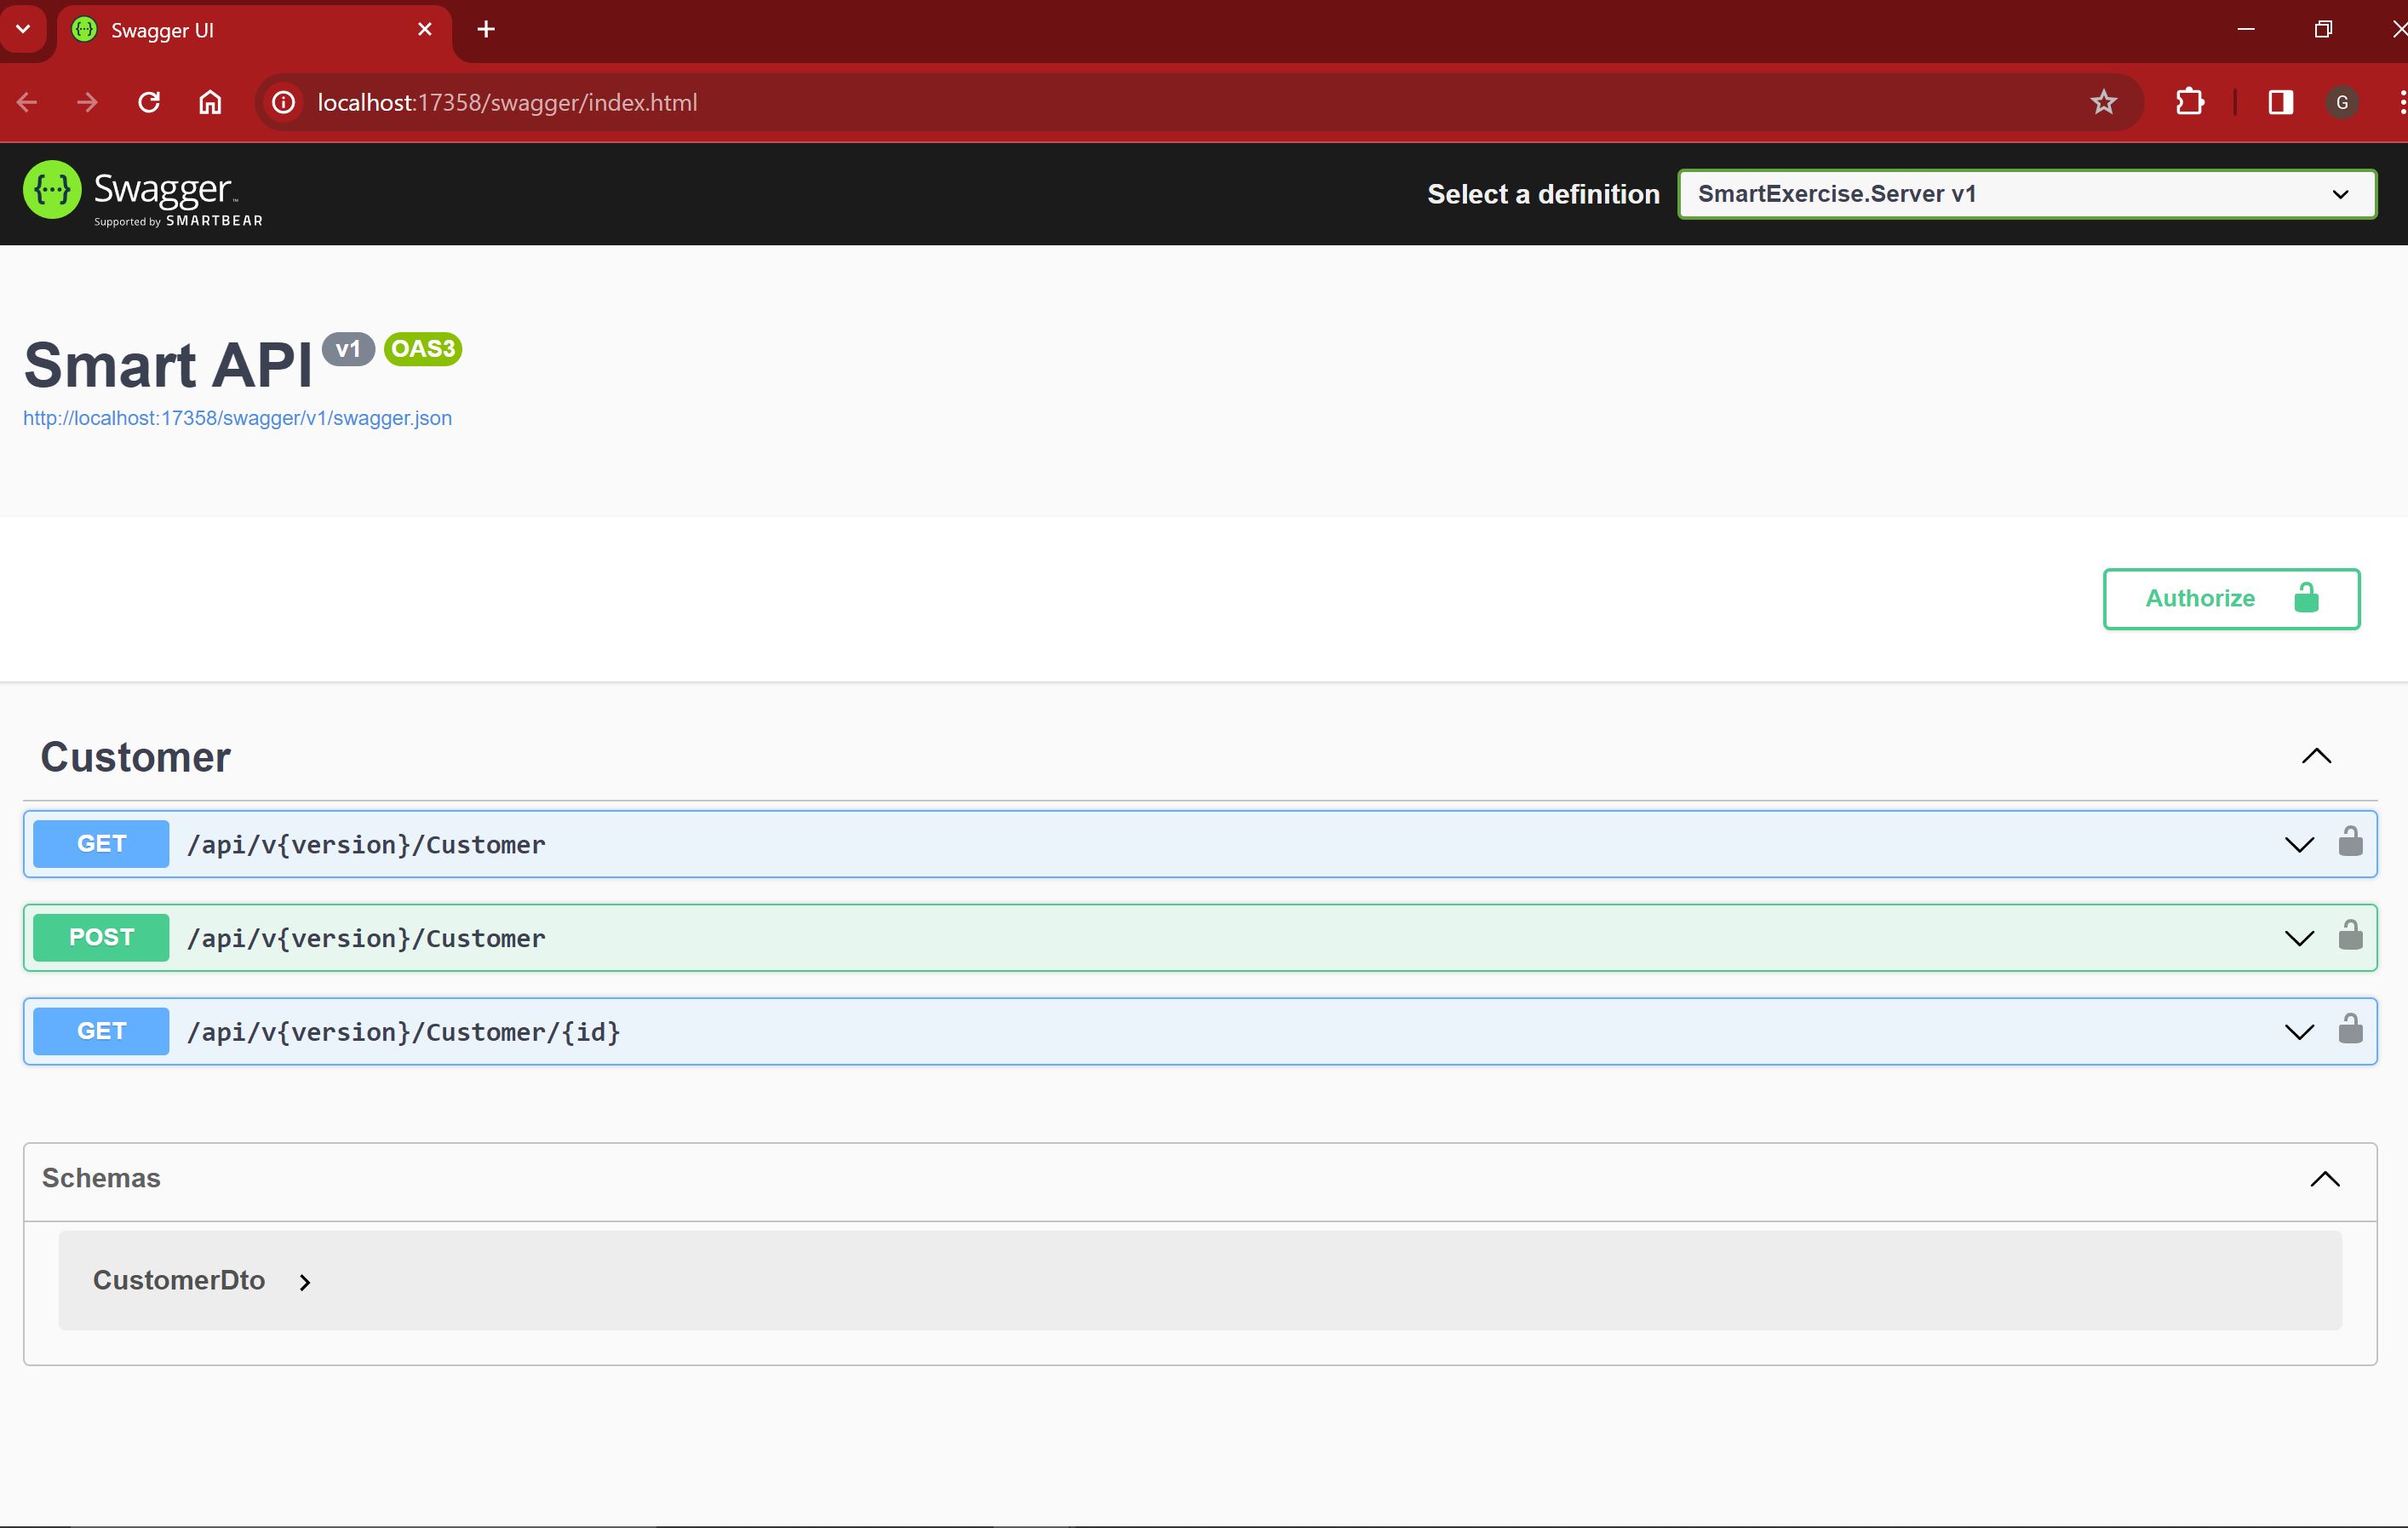 Swagger UI
localhost:17358/swagger/index.html
G
{···} Swagger™
Supported by SMARTBEAR
Select a definition
SmartExercise.Server v1
Smart API v1 OAS3
http://localhost:17358/swagger/v1/swagger.json
Authorize
Customer
GET /api/v{version}/Customer
POST /api/v{version}/Customer
GET /api/v{version}/Customer/{id}
Schemas
CustomerDto